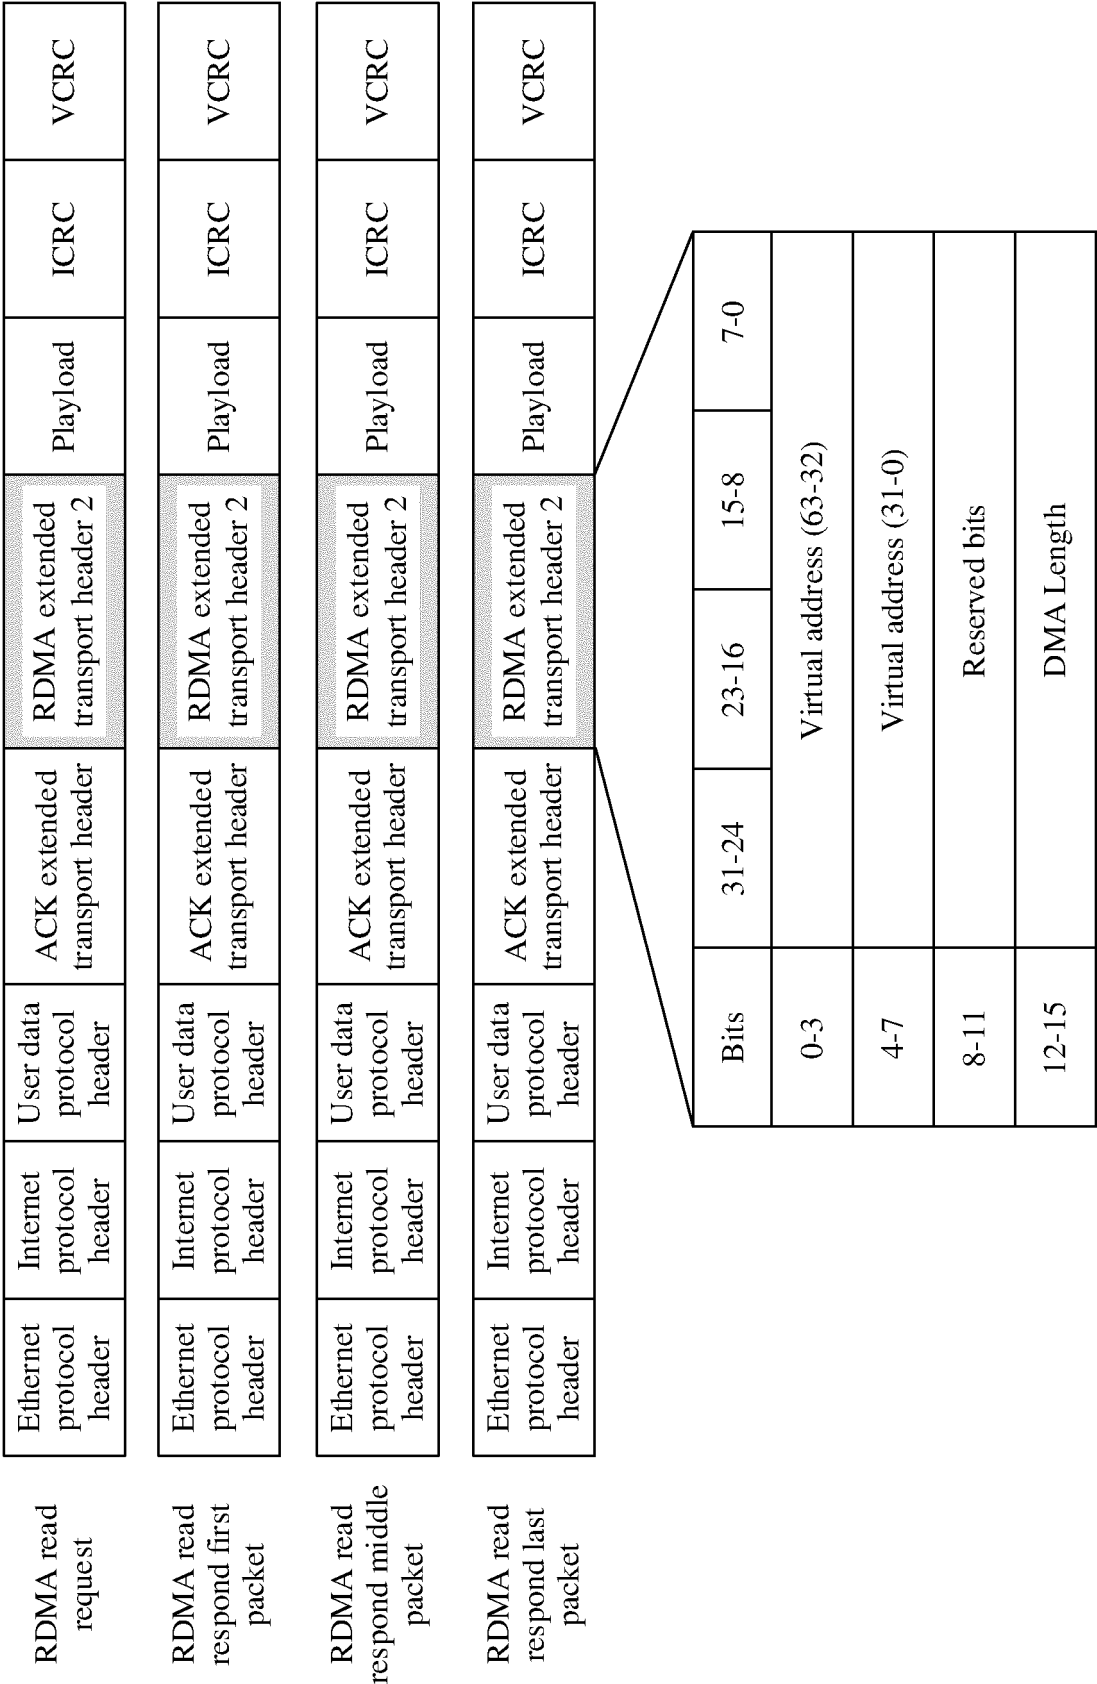 RDMA read
request
Ethernet
protocol
header
Internet
protocol
header
User data
protocol
header
ACK extended
transport header
RDMA extended
transport header 2
Playload
ICRC
VCRC
RDMA read
respond first
packet
Ethernet
protocol
header
Internet
protocol
header
User data
protocol
header
ACK extended
transport header
RDMA extended
transport header 2
Playload
ICRC
VCRC
RDMA read
respond middle
packet
Ethernet
protocol
header
Internet
protocol
header
User data
protocol
header
ACK extended
transport header
RDMA extended
transport header 2
Playload
ICRC
VCRC
RDMA read
respond last
packet
Ethernet
protocol
header
Internet
protocol
header
User data
protocol
header
ACK extended
transport header
RDMA extended
transport header 2
Playload
ICRC
VCRC
Bits
31-24
23-16
15-8
7-0
0-3
Virtual address (63-32)
4-7
Virtual address (31-0)
8-11
Reserved bits
12-15
DMA Length